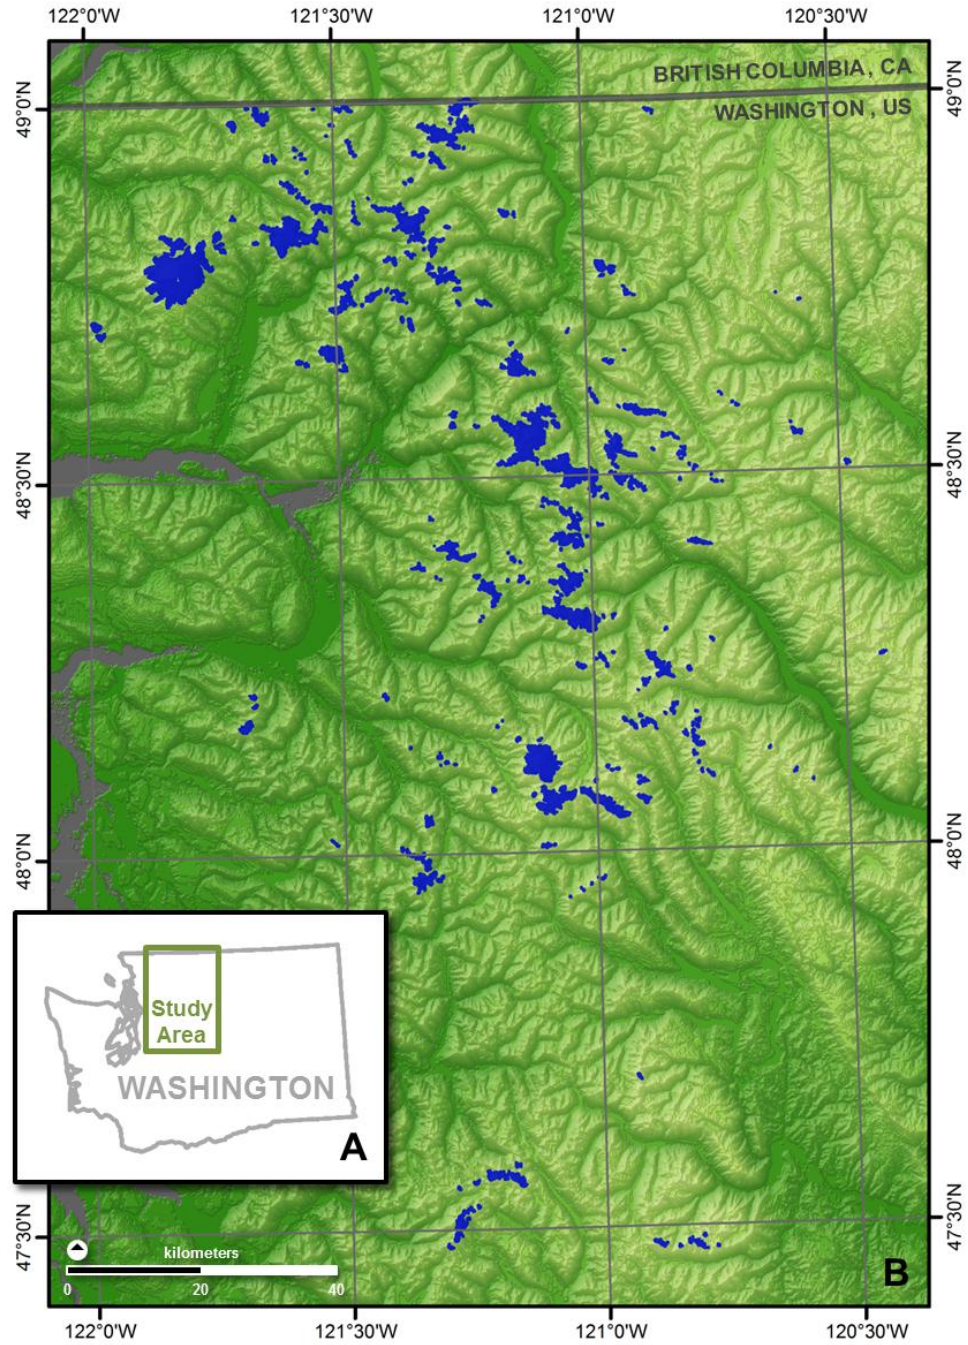 122°0'W 121°30'W 121°0'W 120°30'W
BRITISH COLUMBIA , CA
WASHINGTON , US
49°0'N
49°0'N
48°30'N
48°30'N
48°0'N
48°0'N
47°30'N
47°30'N
Study
Area
WASHINGTON
A
kilometers
0 20 40
B
122°0'W 121°30'W 121°0'W 120°30'W